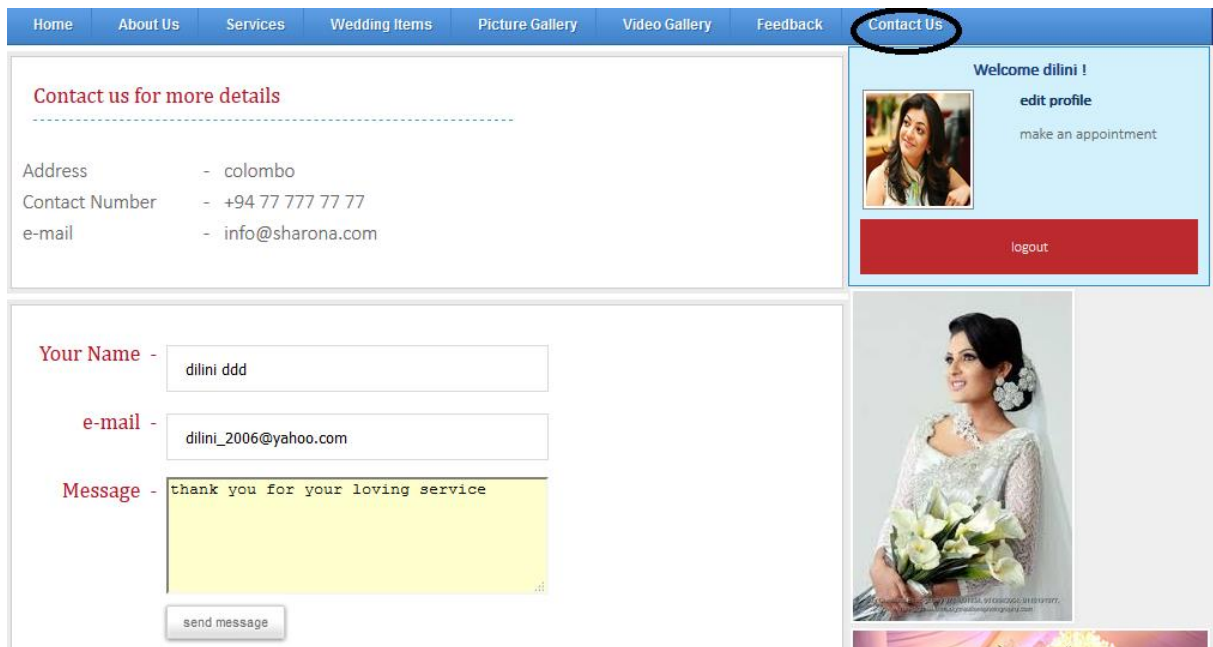 Home About Us Services Wedding Items Picture Gallery Video Gallery Feedback Contact Us
Contact us for more details
Address - colombo
Contact Number - +94 77 777 77 77
e-mail - info@sharona.com
Welcome dilini !
edit profile
make an appointment
logout
Your Name - dilini ddd
e-mail - dilini_2006@yahoo.com
Message - thank you for your loving service
send message